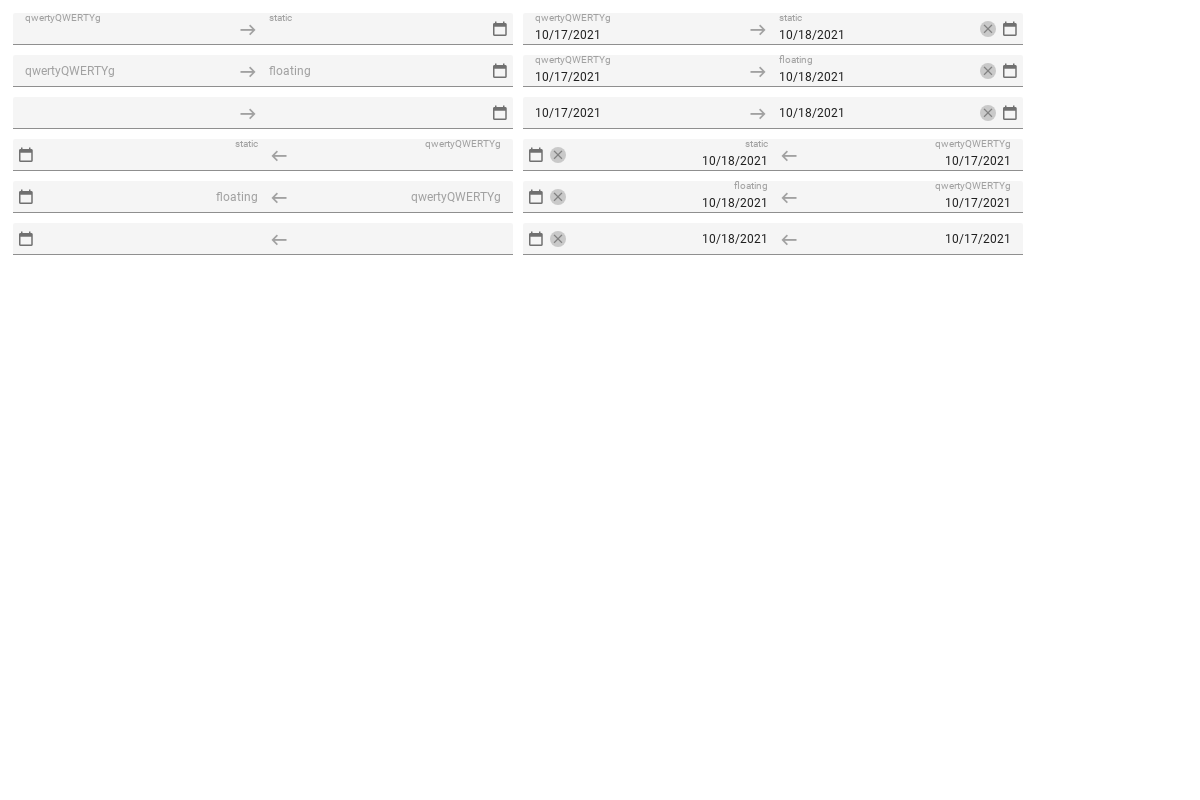 qwertyQWERTYg static qwertyQWERTYg static
10/17/2021 10/18/2021
qwertyQWERTYg floating qwertyQWERTYg floating
10/17/2021 10/18/2021
10/17/2021 10/18/2021
static qwertyQWERTYg static qwertyQWERTYg
10/18/2021 10/17/2021
floating qwertyQWERTYg floating qwertyQWERTYg
10/18/2021 10/17/2021
10/18/2021 10/17/2021